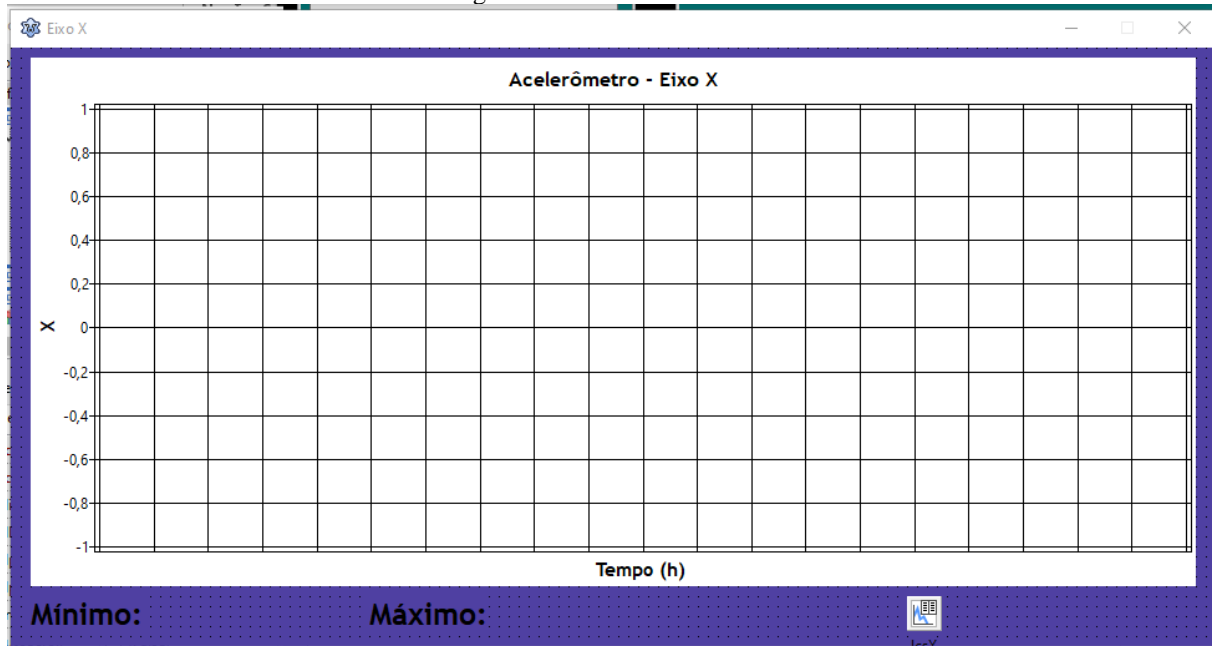 Eixo X
Acelerômetro - Eixo X
1
0,8
0,6
0,4
0,2
X
0
-0,2
-0,4
-0,6
-0,8
-1
Tempo (h)
Mínimo:
Máximo: